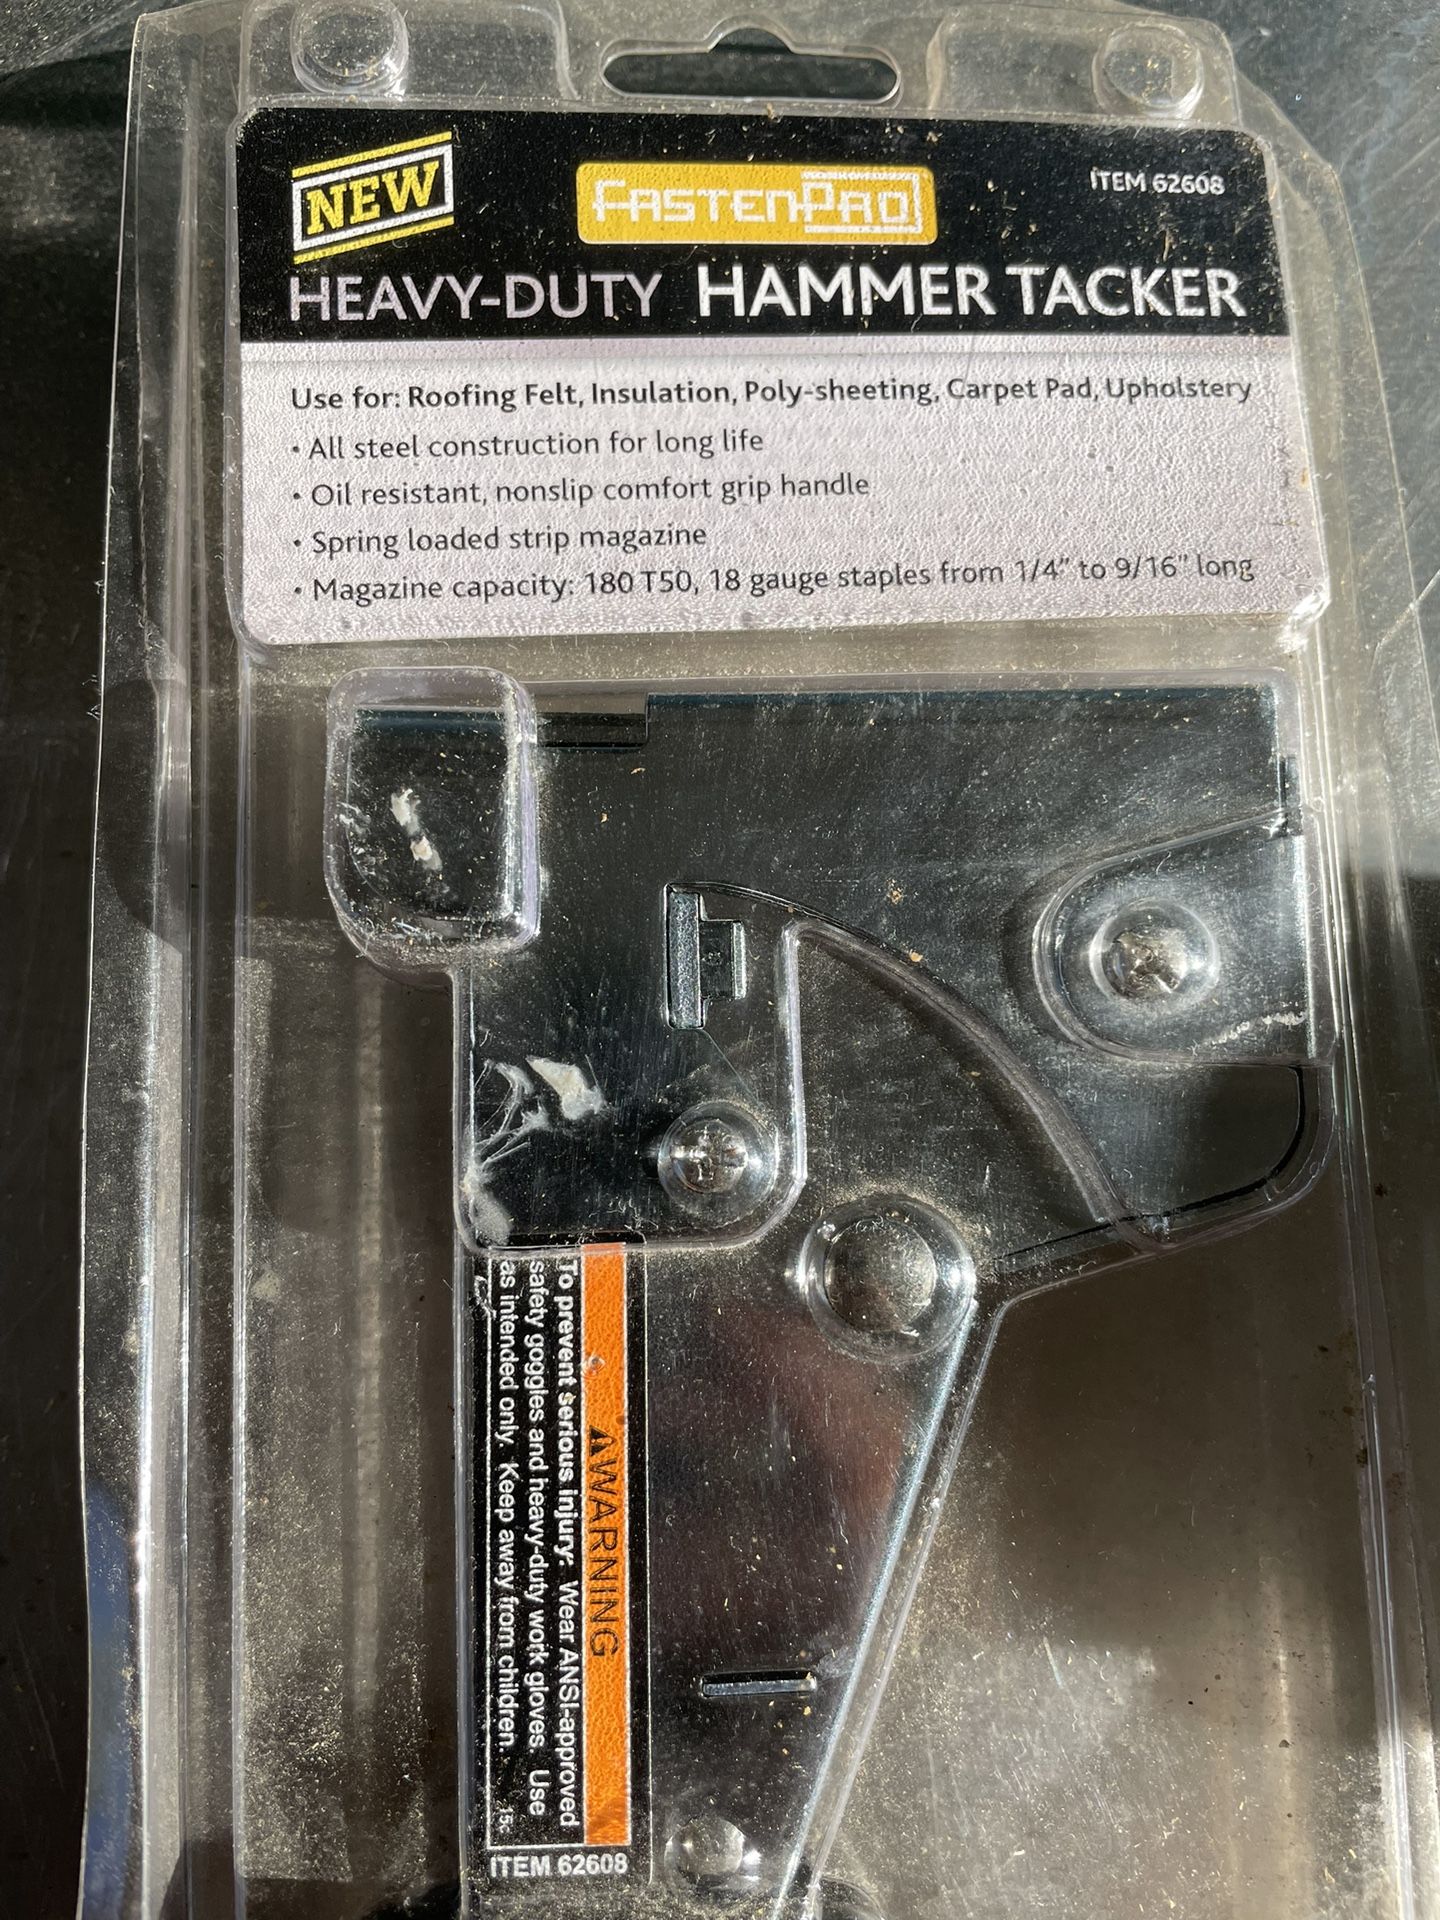 NEW
FASTENPRO
ITEM 62608
HEAVY-DUTY HAMMER TACKER
Use for: Roofing Felt, Insulation, Poly-sheeting, Carpet Pad, Upholstery
• All steel construction for long life
• Oil resistant, nonslip comfort grip handle
• Spring loaded strip magazine
• Magazine capacity: 180 T50, 18 gauge staples from 1/4" to 9/16" long
⚠WARNING
To prevent serious injury: Wear ANSI-approved
safety goggles and heavy-duty work gloves. Use
as intended only. Keep away from children.
ITEM 62608